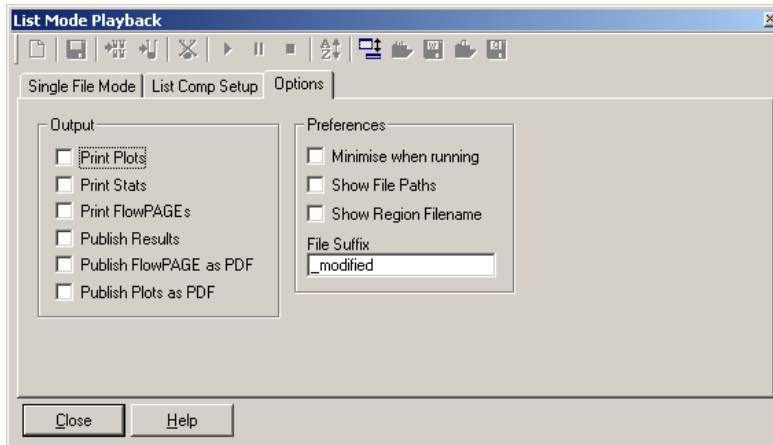 List Mode Playback
Single File Mode
List Comp Setup
Options
Output
Print Plots
Print Stats
Print FlowPAGEs
Publish Results
Publish FlowPAGE as PDF
Publish Plots as PDF
Preferences
Minimise when running
Show File Paths
Show Region Filename
File Suffix
_modified
Close
Help